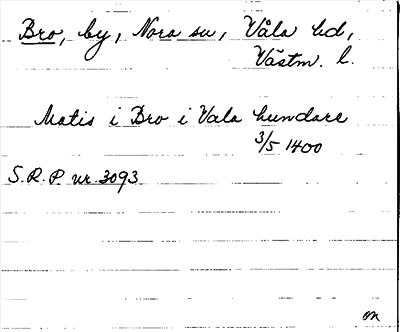 Bro, by, Nora sn, Våla hd,
Västm. l.
Matis i Bro i Vala hundare
3/5 1400
S.R.P. nr. 3093.